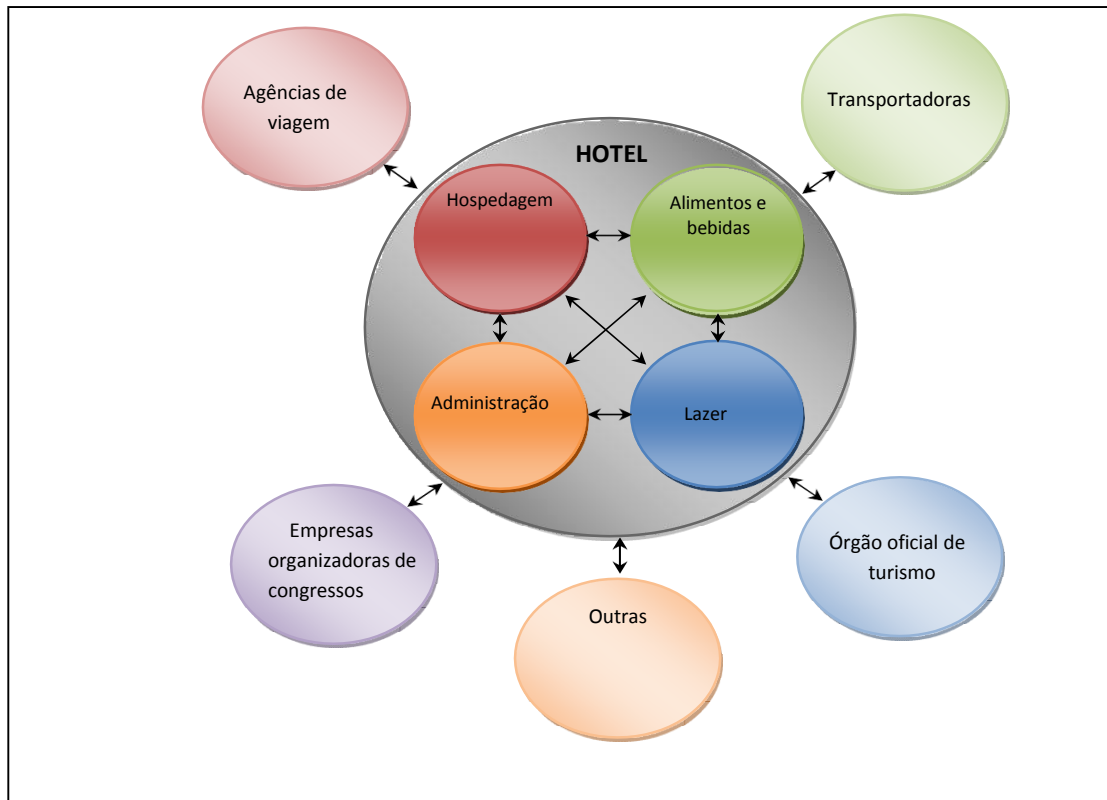 Agências de
viagem
Transportadoras
HOTEL
Hospedagem
Alimentos e
bebidas
Administração
Lazer
Empresas
organizadoras de
congressos
Órgão oficial de
turismo
Outras